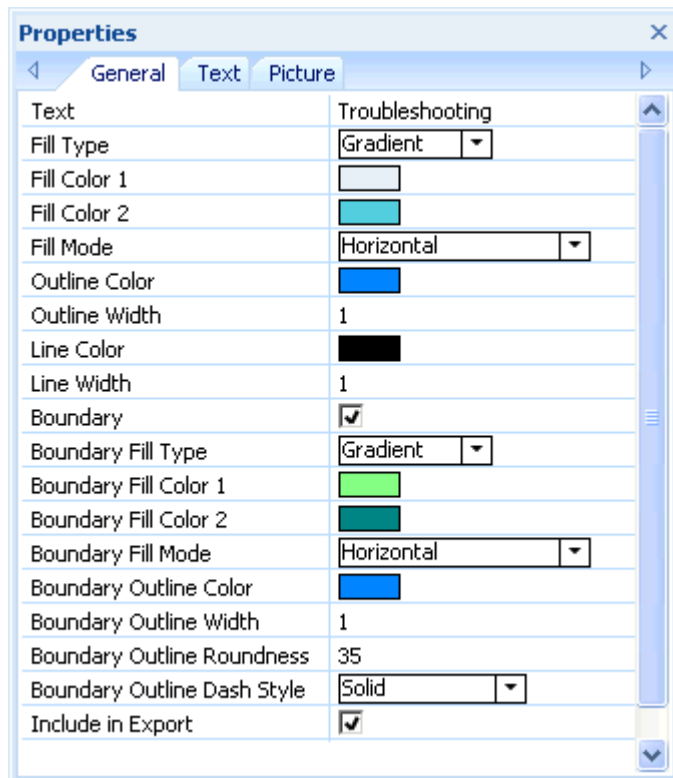 Properties
General Text Picture
Text Troubleshooting
Fill Type Gradient
Fill Color 1
Fill Color 2
Fill Mode Horizontal
Outline Color
Outline Width 1
Line Color
Line Width 1
Boundary
Boundary Fill Type Gradient
Boundary Fill Color 1
Boundary Fill Color 2
Boundary Fill Mode Horizontal
Boundary Outline Color
Boundary Outline Width 1
Boundary Outline Roundness 35
Boundary Outline Dash Style Solid
Include in Export